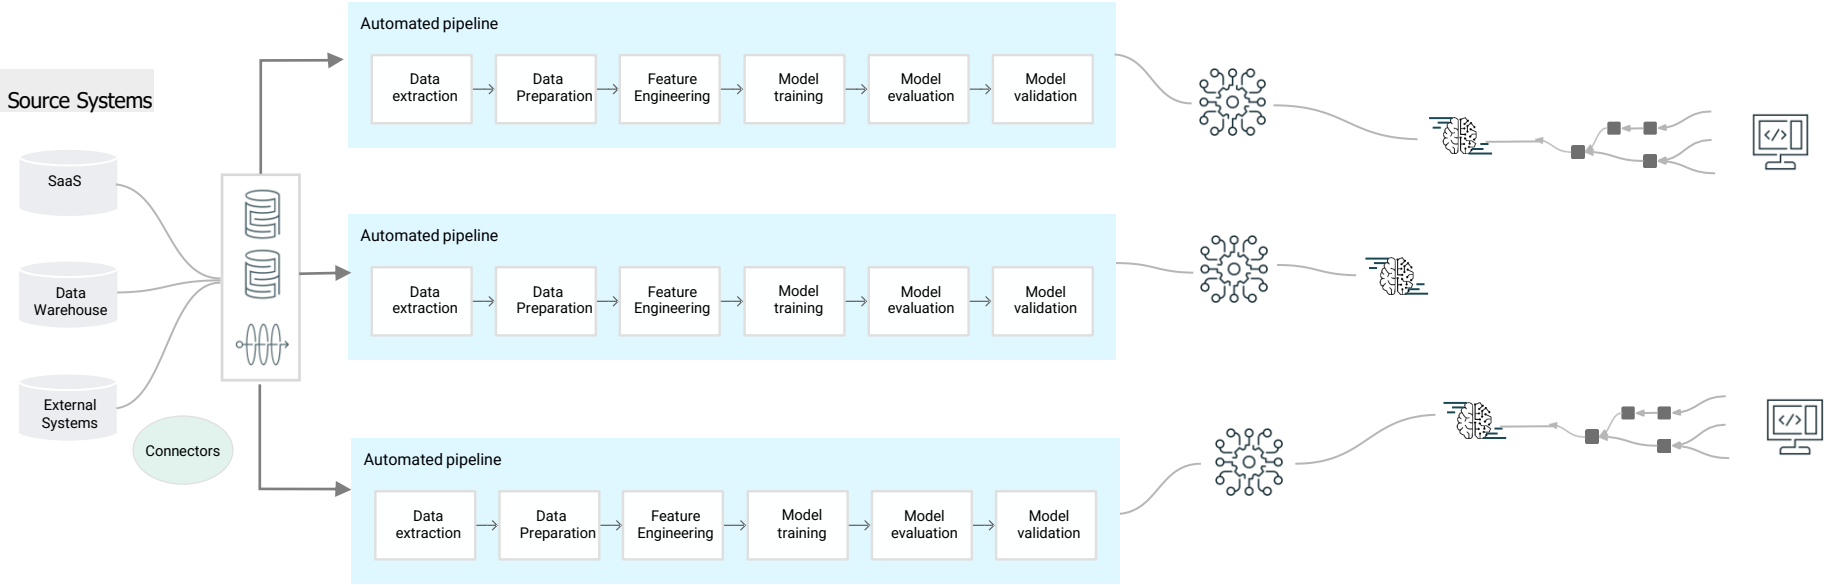 Source Systems
SaaS
Data
Warehouse
External
Systems
Connectors
Automated pipeline
Data
extraction
Data
Preparation
Feature
Engineering
Model
training
Model
evaluation
Model
validation
</>
Automated pipeline
Data
extraction
Data
Preparation
Feature
Engineering
Model
training
Model
evaluation
Model
validation
Automated pipeline
Data
extraction
Data
Preparation
Feature
Engineering
Model
training
Model
evaluation
Model
validation
</>